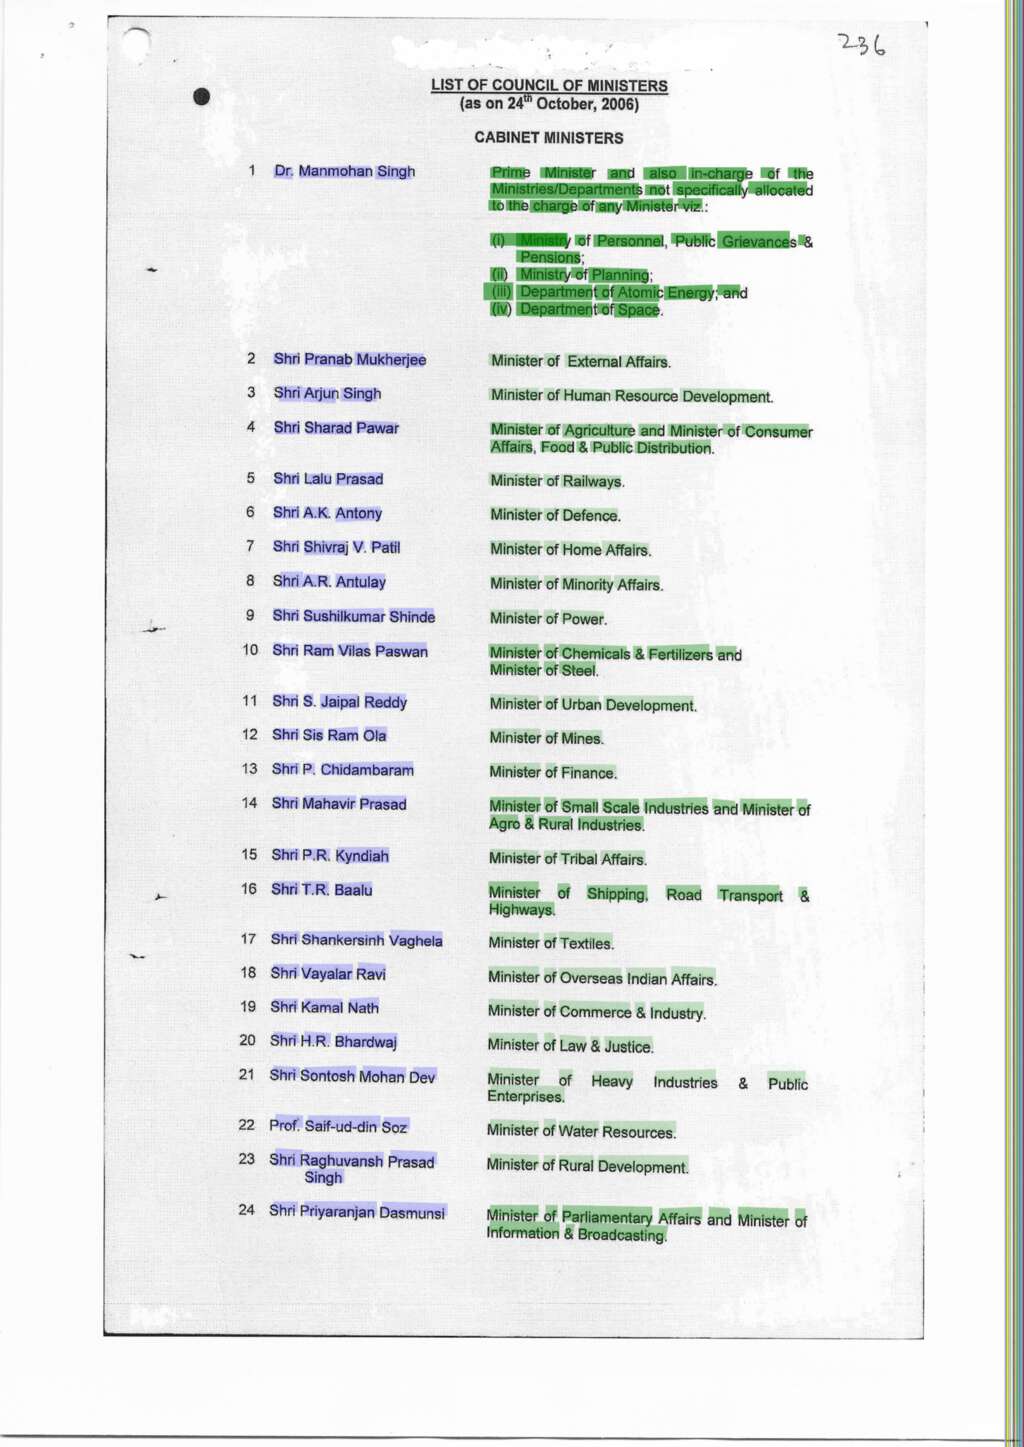 236
LIST OF COUNCIL OF MINISTERS
(as on 24th October, 2006)
CABINET MINISTERS
1 Dr. Manmohan Singh Prime Minister and also in-charge of the
Ministries/Departments not specifically allocated
to the charge of any Minister viz.:
(i) Ministry of Personnel, Public Grievances &
Pensions;
(ii) Ministry of Planning;
(iii) Department of Atomic Energy; and
(iv) Department of Space.
2 Shri Pranab Mukherjee Minister of External Affairs.
3 Shri Arjun Singh Minister of Human Resource Development.
4 Shri Sharad Pawar Minister of Agriculture and Minister of Consumer
Affairs, Food & Public Distribution.
5 Shri Lalu Prasad Minister of Railways.
6 Shri A.K. Antony Minister of Defence.
7 Shri Shivraj V. Patil Minister of Home Affairs.
8 Shri A.R. Antulay Minister of Minority Affairs.
9 Shri Sushilkumar Shinde Minister of Power.
10 Shri Ram Vilas Paswan Minister of Chemicals & Fertilizers and
Minister of Steel.
11 Shri S. Jaipal Reddy Minister of Urban Development.
12 Shri Sis Ram Ola Minister of Mines.
13 Shri P. Chidambaram Minister of Finance.
14 Shri Mahavir Prasad Minister of Small Scale Industries and Minister of
Agro & Rural Industries.
15 Shri P.R. Kyndiah Minister of Tribal Affairs.
16 Shri T.R. Baalu Minister of Shipping, Road Transport &
Highways.
17 Shri Shankersinh Vaghela Minister of Textiles.
18 Shri Vayalar Ravi Minister of Overseas Indian Affairs.
19 Shri Kamal Nath Minister of Commerce & Industry.
20 Shri H.R. Bhardwaj Minister of Law & Justice.
21 Shri Sontosh Mohan Dev Minister of Heavy Industries & Public
Enterprises.
22 Prof. Saif-ud-din Soz Minister of Water Resources.
23 Shri Raghuvansh Prasad Minister of Rural Development.
Singh
24 Shri Priyaranjan Dasmunsi Minister of Parliamentary Affairs and Minister of
Information & Broadcasting.